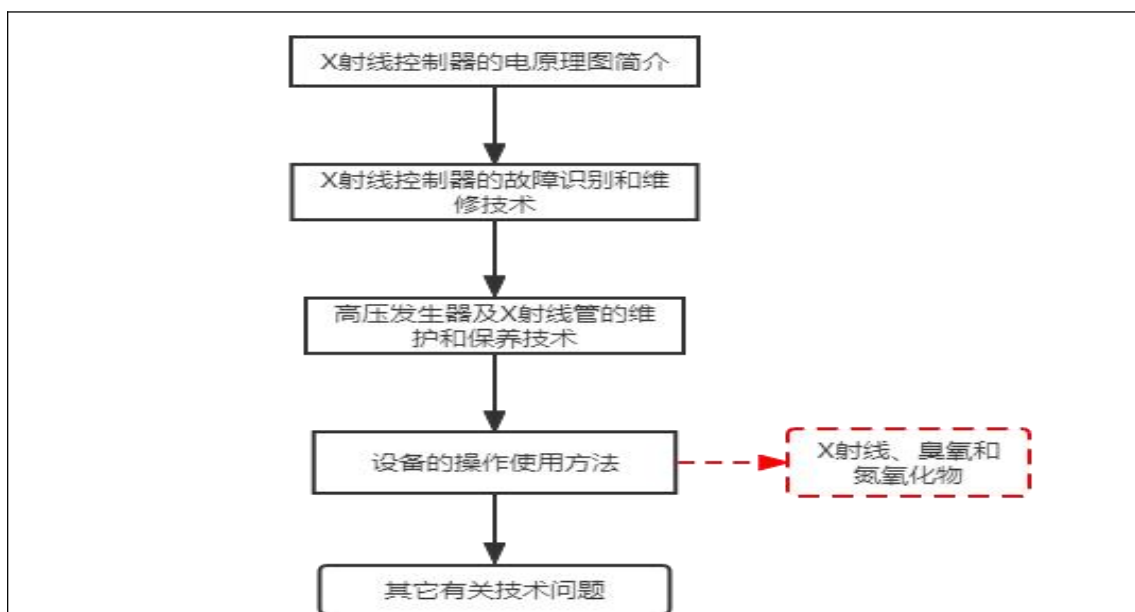 X射线控制器的电原理图简介
X射线控制器的故障识别和维
修技术
高压发生器及X射线管的维
护和保养技术
设备的操作使用方法
X射线、臭氧和
氮氧化物
其它有关技术问题